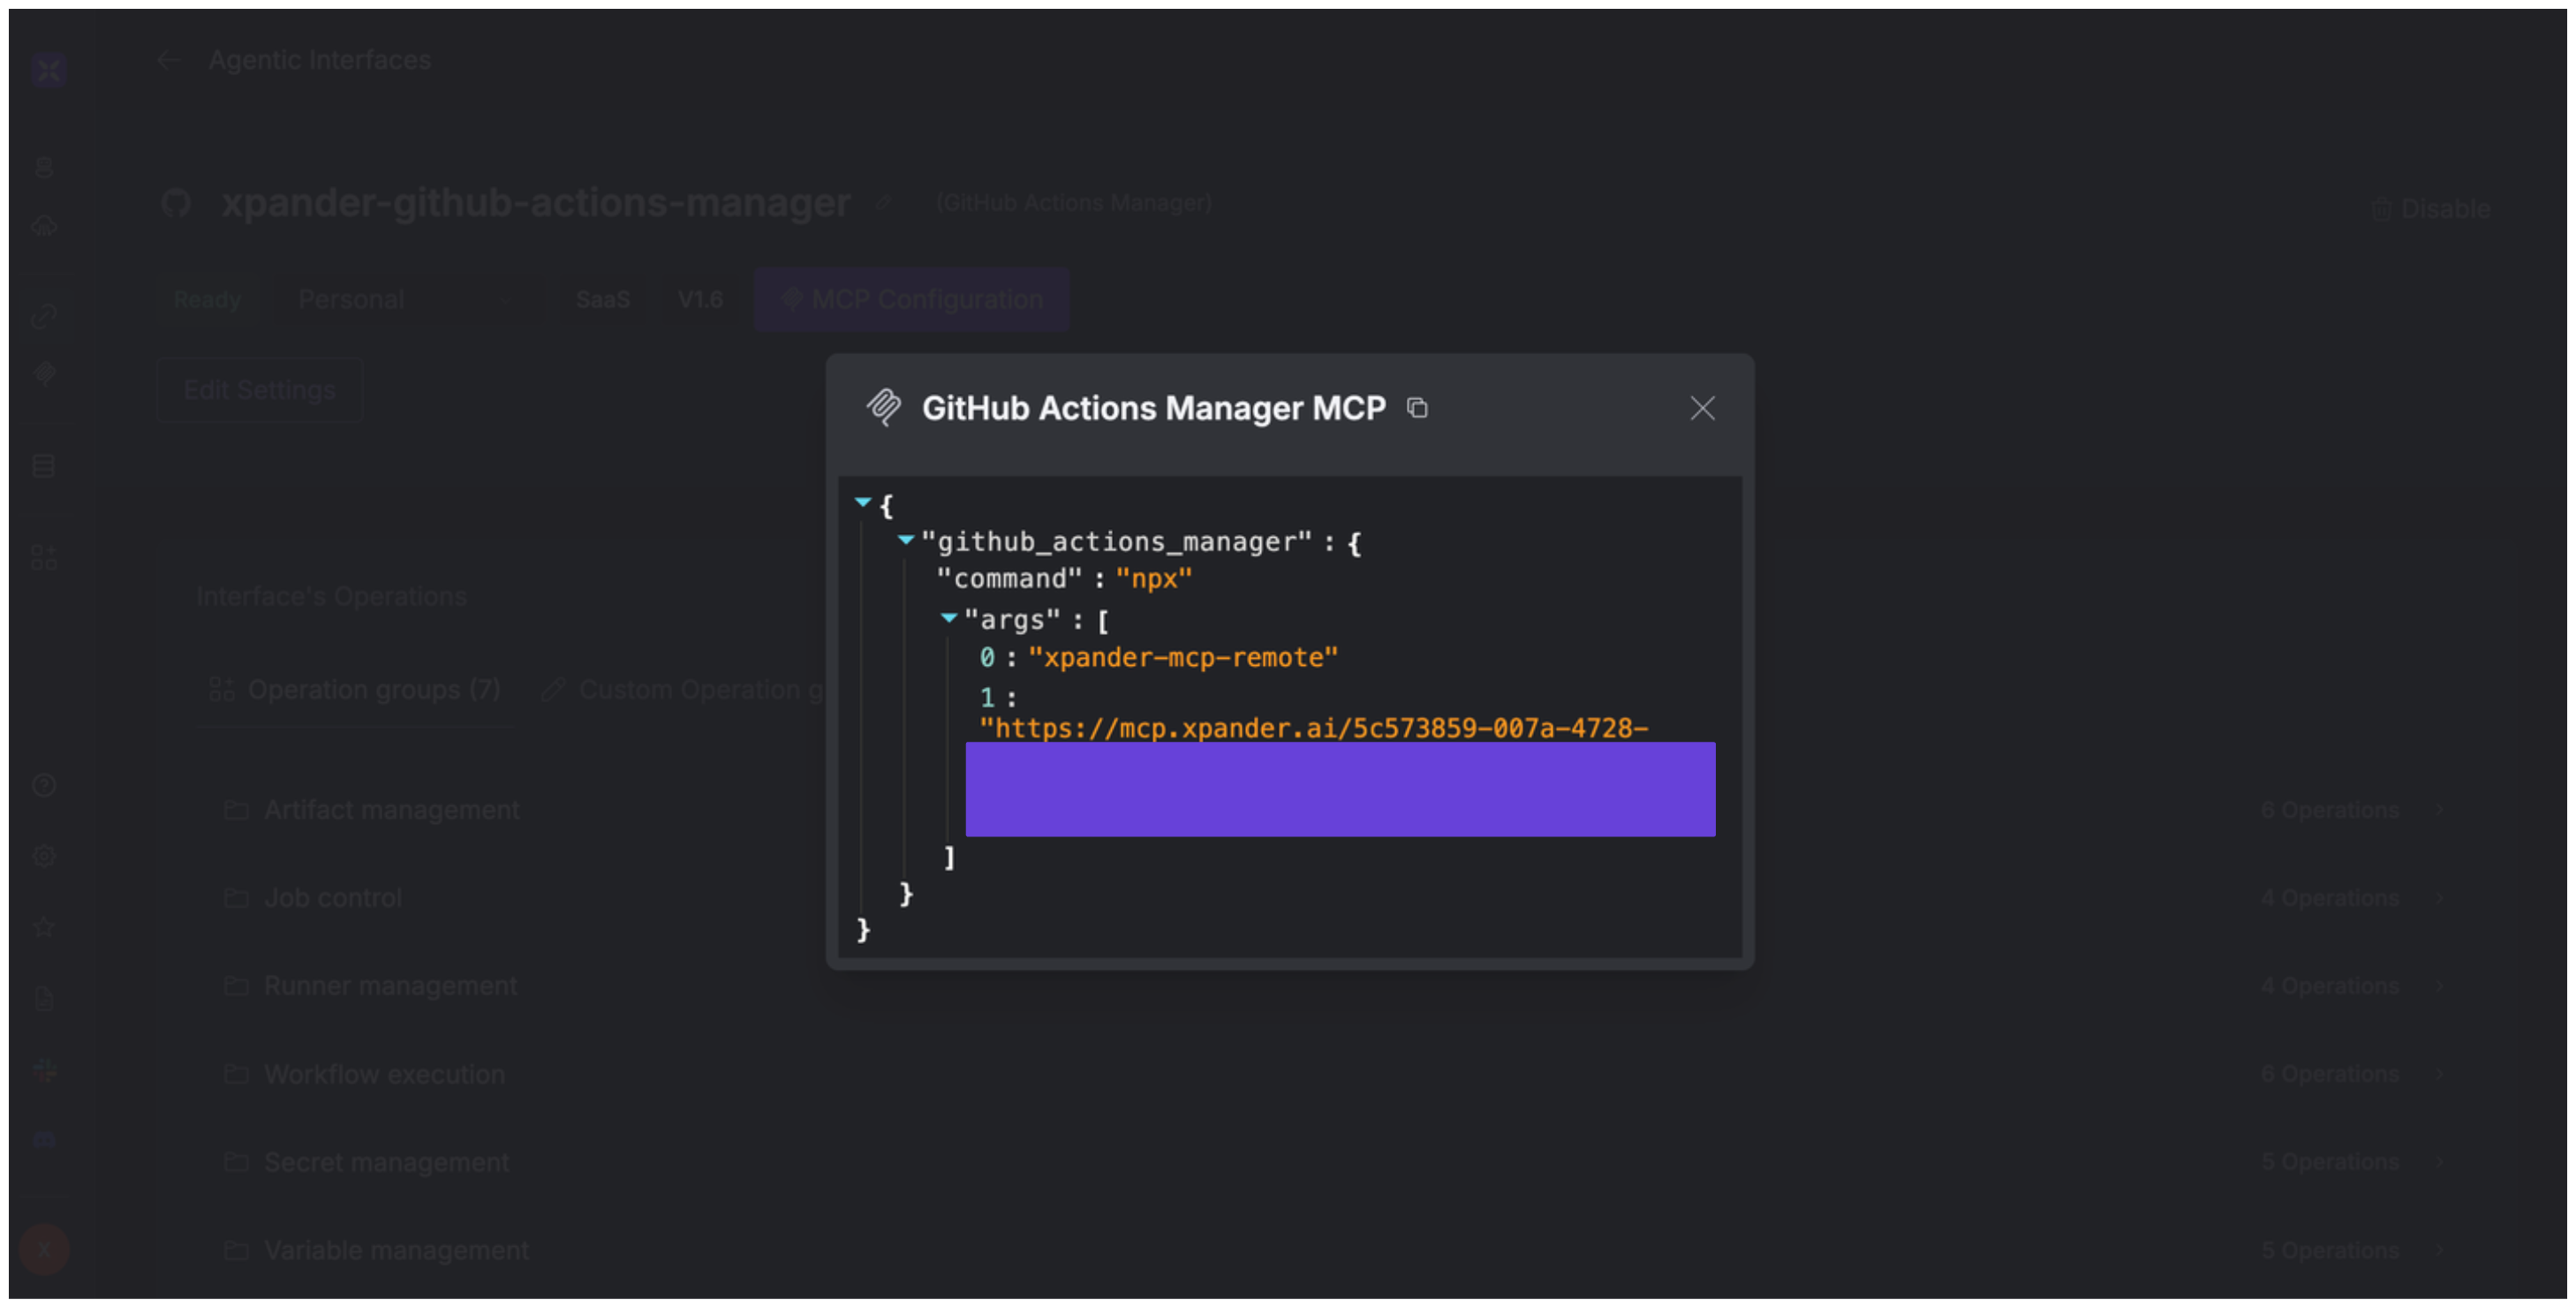 Agentic Interfaces
xpander-github-actions-manager (GitHub Actions Manager) Disable
Ready Personal SaaS V1.6 MCP Configuration
Edit Settings
GitHub Actions Manager MCP
{
"github_actions_manager" : {
"command" : "npx"
"args" : [
0 : "xpander-mcp-remote"
1 :
"https://mcp.xpander.ai/5c573859-007a-4728-
]
}
}
Interface's Operations
Operation groups (7) Custom Operation g
Artifact management 6 Operations
Job control 4 Operations
Runner management 4 Operations
Workflow execution 6 Operations
Secret management 5 Operations
Variable management 5 Operations
X